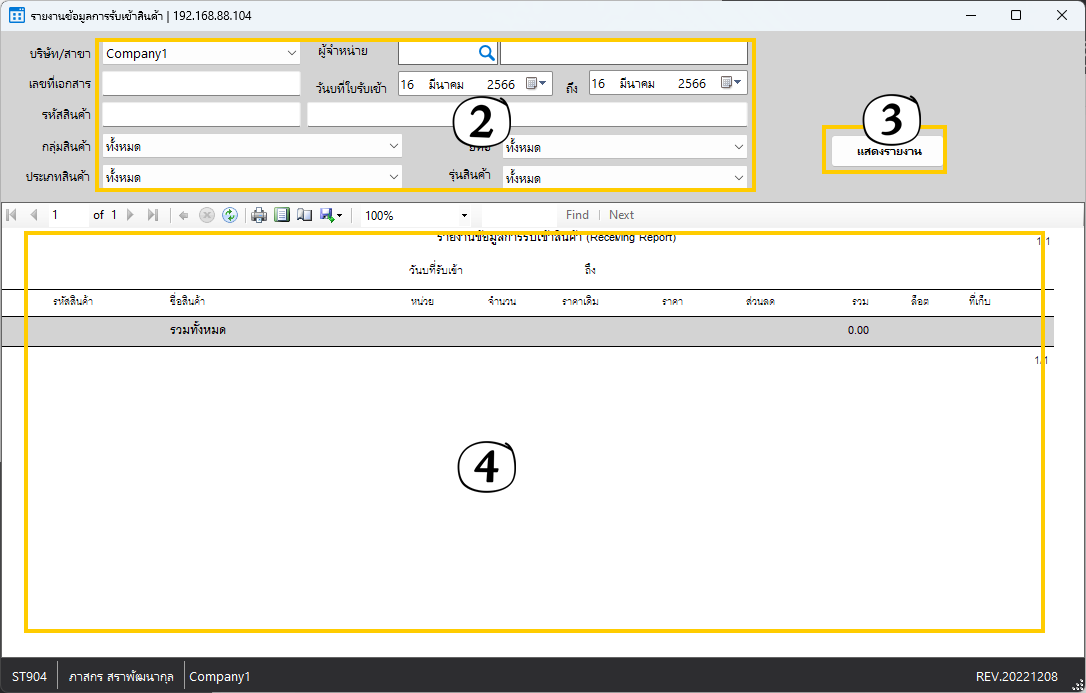 รายงานข้อมูลการรับเข้าสินค้า | 192.168.88.104
บริษัท/สาขา Company1 ผู้จำหน่าย
เลขที่เอกสาร วันบที่ใบรับเข้า 16 มีนาคม 2566 ถึง 16 มีนาคม 2566
รหัสสินค้า 2 3
กลุ่มสินค้า ทั้งหมด ทั้งหมด แสดงรายงาน
ประเภทสินค้า ทั้งหมด รุ่นสินค้า ทั้งหมด
1 of 1 100% Find | Next
รายงานข้อมูลการรับเข้าสินค้า (Receiving Report) 1/1
วันบที่รับเข้า ถึง
รหัสสินค้า ชื่อสินค้า หน่วย จำนวน ราคาเดิม ราคา ส่วนลด รวม ล็อต ที่เก็บ
รวมทั้งหมด 0.00
1/1
4
ST904 ภาสกร สราพัฒนากุล Company1 REV.20221208